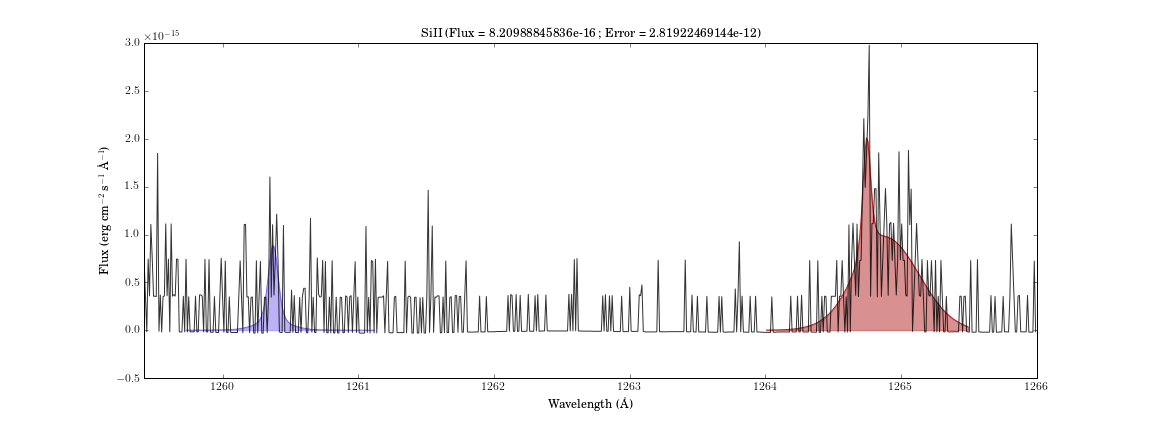 SiII (Flux = 8.20988845836e-16 ; Error = 2.81922469144e-12)
×10⁻¹⁵
3.0
2.5
2.0
1.5
1.0
0.5
0.0
−0.5
Flux (erg cm⁻² s⁻¹ Å⁻¹)
1260 1261 1262 1263 1264 1265 1266
Wavelength (Å)